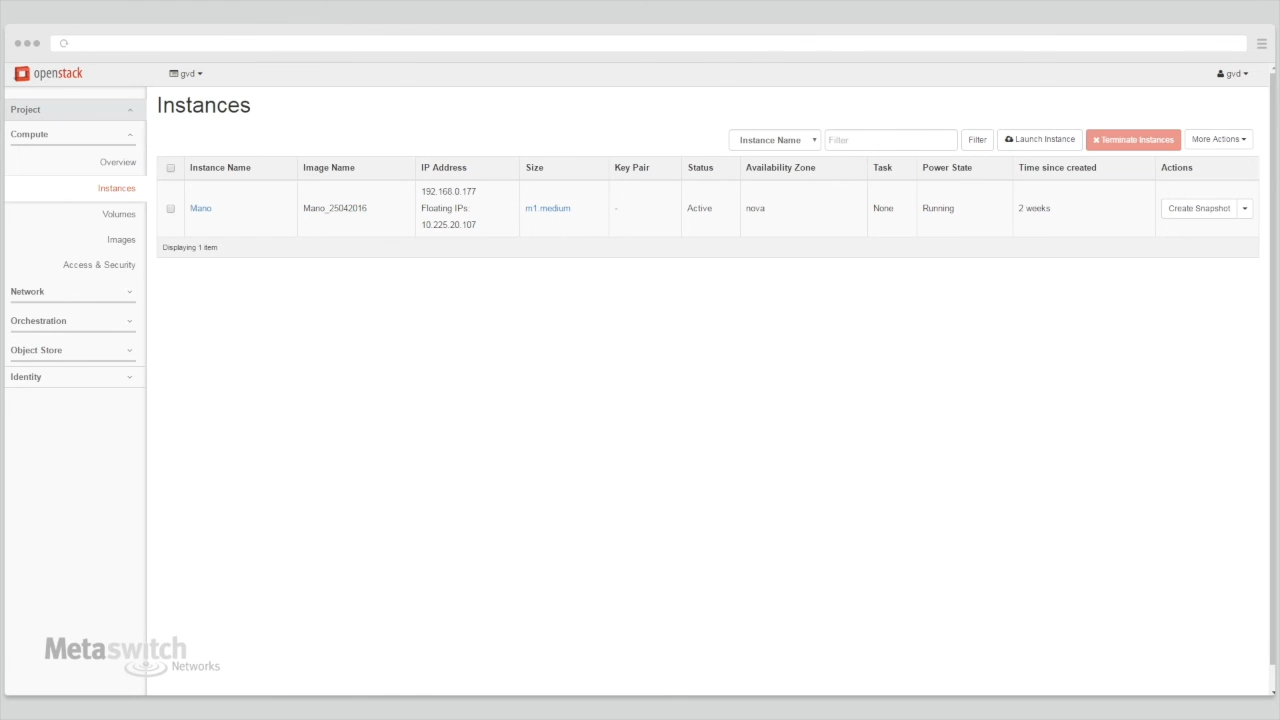 openstack
gvd
gvd
Project
Compute
Overview
Instances
Volumes
Images
Access & Security
Network
Orchestration
Object Store
Identity
Instances
Instance Name Filter Filter Launch Instance Terminate Instances More Actions
Instance Name Image Name IP Address Size Key Pair Status Availability Zone Task Power State Time since created Actions
192.168.0.177
Mano Mano_25042016 Floating IPs: m1.medium - Active nova None Running 2 weeks Create Snapshot
10.225.20.107
Displaying 1 item
Metaswitch
Networks